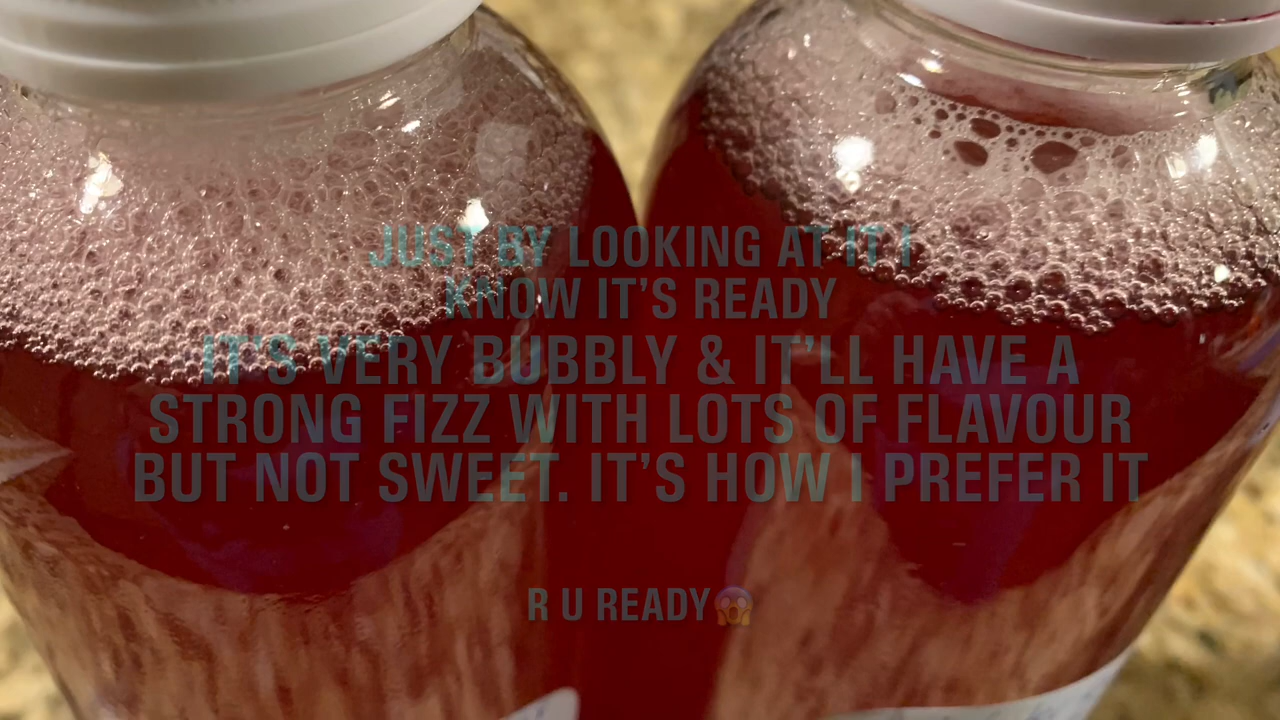 JUST BY LOOKING AT IT I
KNOW IT'S READY
IT'S VERY BUBBLY & IT'LL HAVE A
STRONG FIZZ WITH LOTS OF FLAVOUR
BUT NOT SWEET. IT'S HOW I PREFER IT
R U READY😱